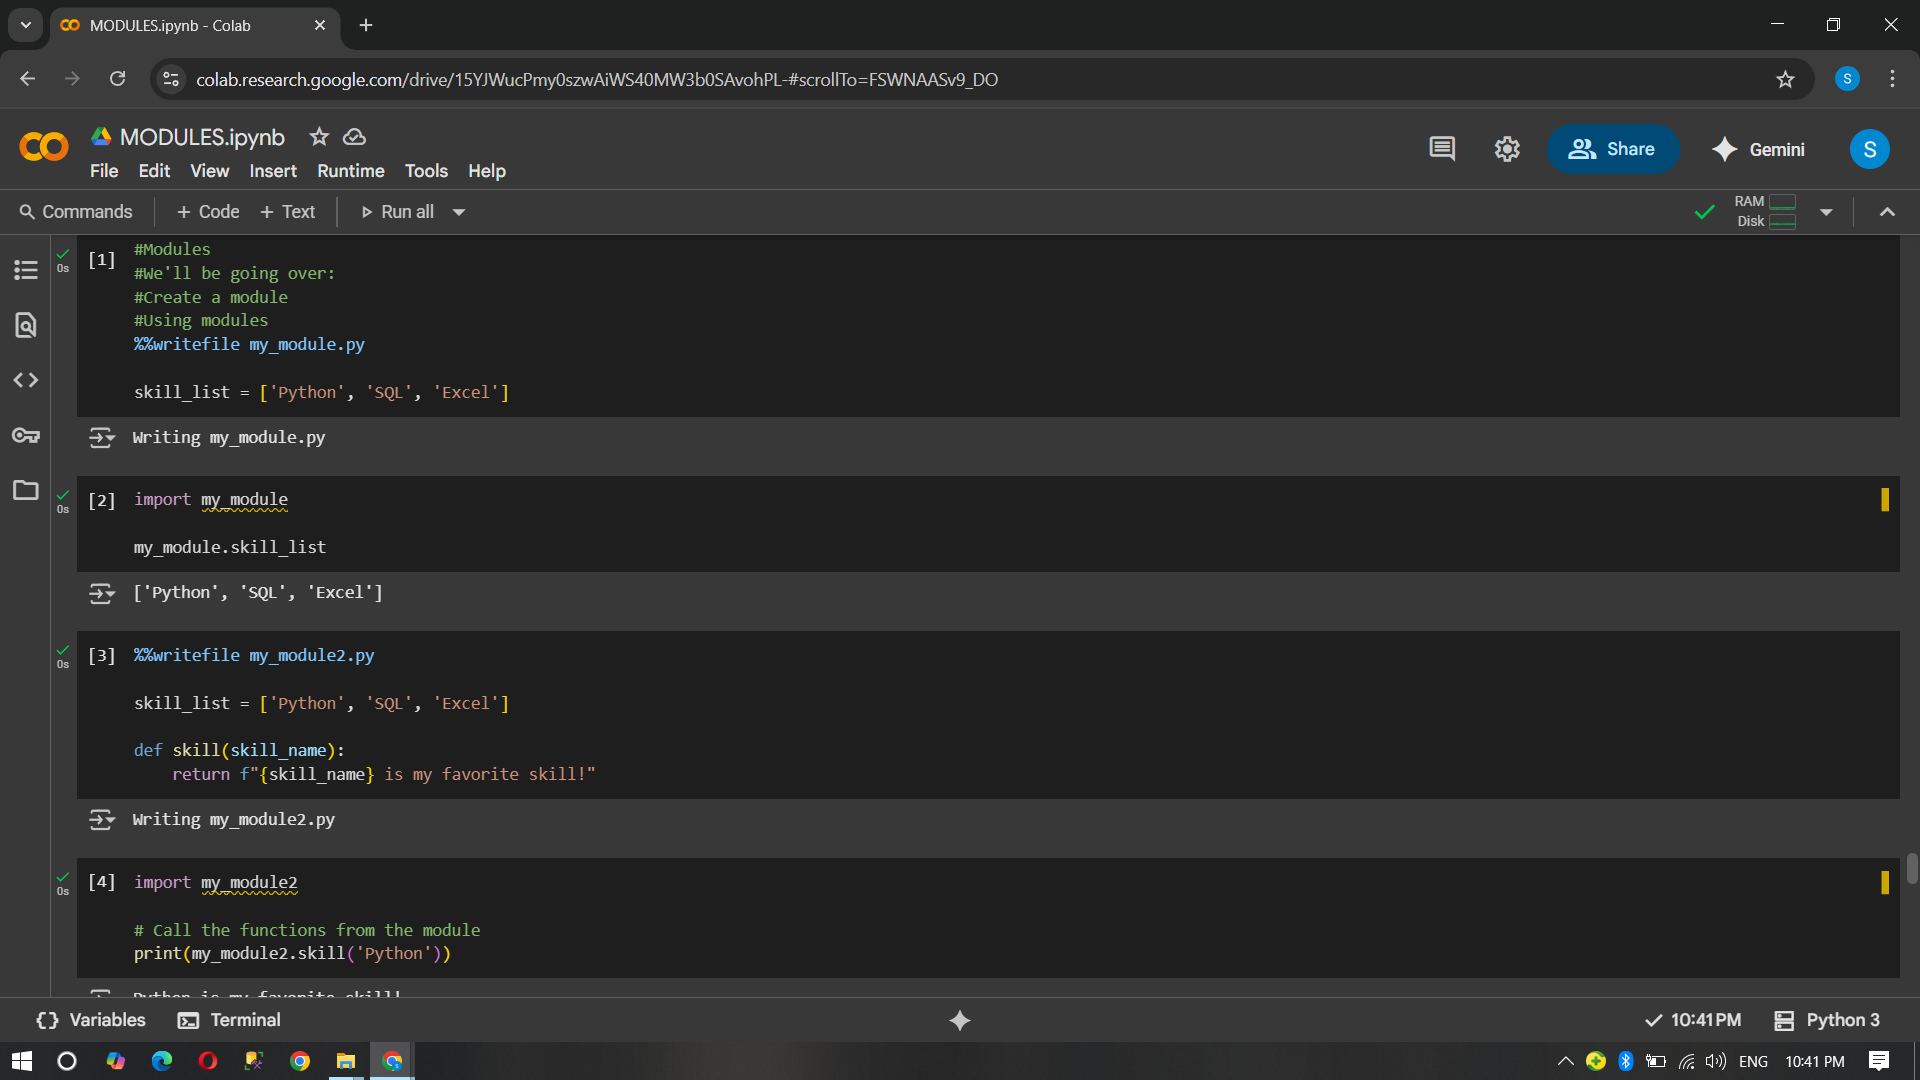 MODULES.ipynb - Colab
colab.research.google.com/drive/15YJWucPmy0szwAiWS40MW3b0SAvohPL-#scrollTo=FSWNAASv9_DO
S
MODULES.ipynb
File Edit View Insert Runtime Tools Help
Share
Gemini
S
Commands + Code + Text Run all
RAM
Disk
0s
[1]
#Modules
#We'll be going over:
#Create a module
#Using modules
%%writefile my_module.py
skill_list = ['Python', 'SQL', 'Excel']
Writing my_module.py
0s
[2] import my_module
my_module.skill_list
['Python', 'SQL', 'Excel']
0s
[3] %%writefile my_module2.py
skill_list = ['Python', 'SQL', 'Excel']
def skill(skill_name):
return f"{skill_name} is my favorite skill!"
Writing my_module2.py
0s
[4] import my_module2
# Call the functions from the module
print(my_module2.skill('Python'))
Python is my favorite skill!
{} Variables Terminal
10:41 PM Python 3
ENG 10:41 PM